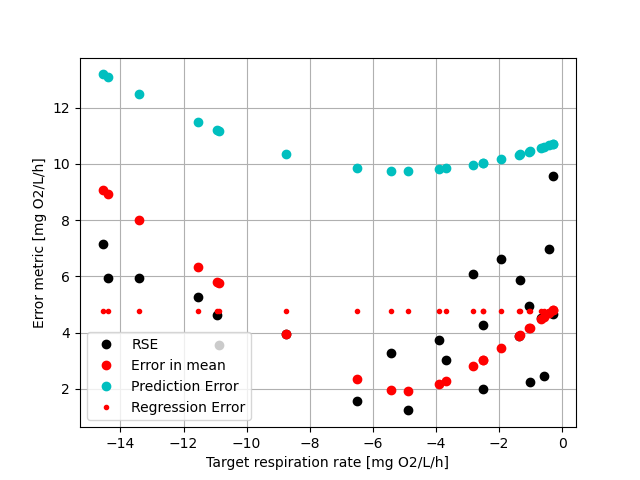 Error metric [mg O2/L/h]
12
10
8
6
4
2
RSE
Error in mean
Prediction Error
Regression Error
−14 −12 −10 −8 −6 −4 −2 0
Target respiration rate [mg O2/L/h]